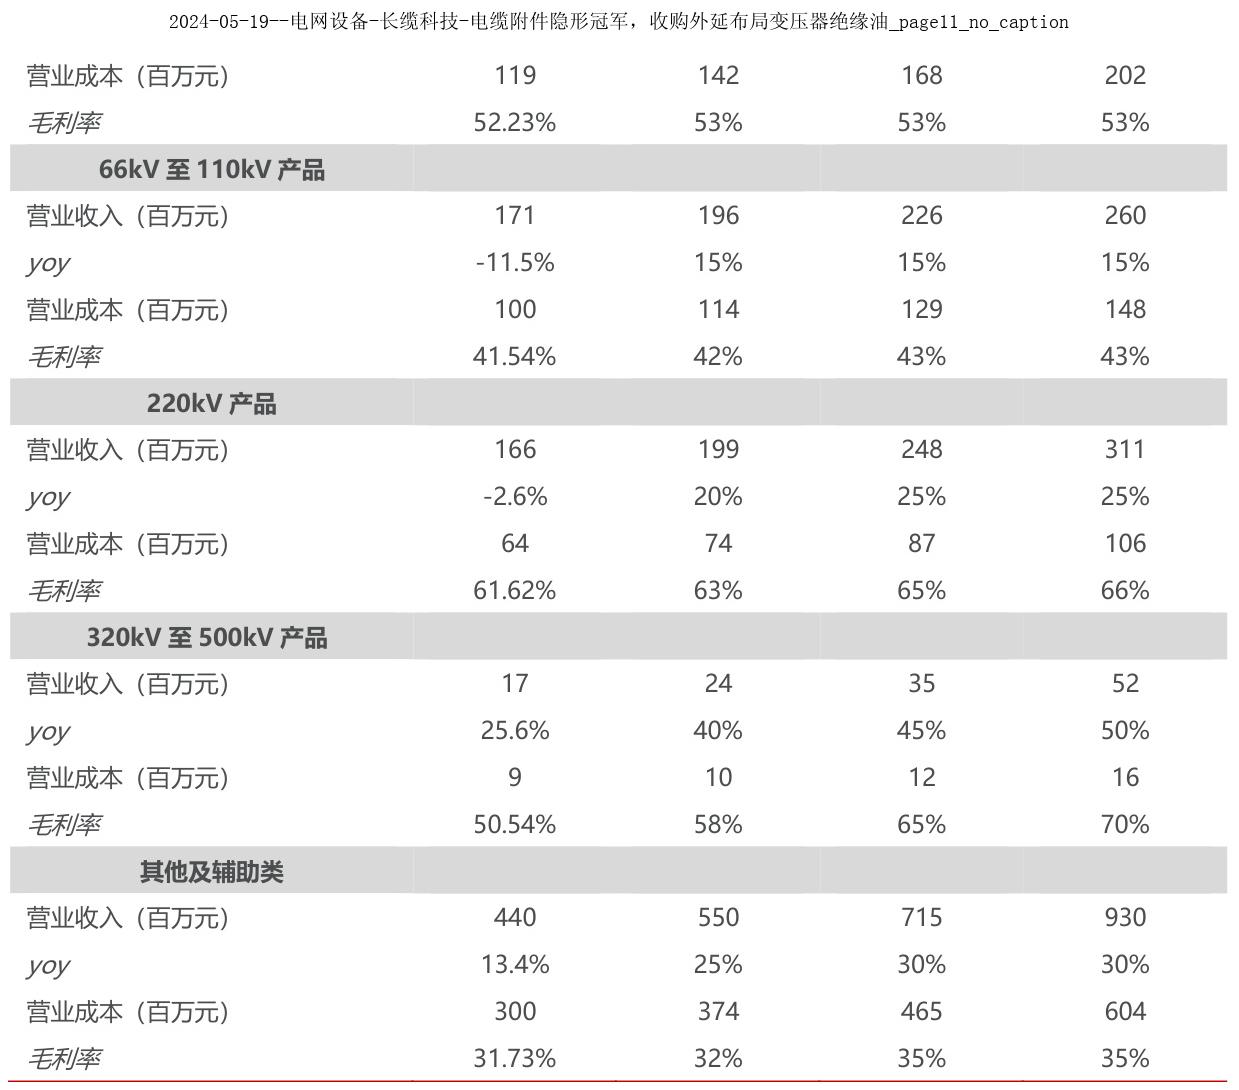 2024-05-19--电网设备-长缆科技-电缆附件隐形冠军，收购外延布局变压器绝缘油_page11_no_caption
营业成本（百万元） 119 142 168 202
毛利率 52.23% 53% 53% 53%
66kV 至 110kV 产品
营业收入（百万元） 171 196 226 260
yoy -11.5% 15% 15% 15%
营业成本（百万元） 100 114 129 148
毛利率 41.54% 42% 43% 43%
220kV 产品
营业收入（百万元） 166 199 248 311
yoy -2.6% 20% 25% 25%
营业成本（百万元） 64 74 87 106
毛利率 61.62% 63% 65% 66%
320kV 至 500kV 产品
营业收入（百万元） 17 24 35 52
yoy 25.6% 40% 45% 50%
营业成本（百万元） 9 10 12 16
毛利率 50.54% 58% 65% 70%
其他及辅助类
营业收入（百万元） 440 550 715 930
yoy 13.4% 25% 30% 30%
营业成本（百万元） 300 374 465 604
毛利率 31.73% 32% 35% 35%